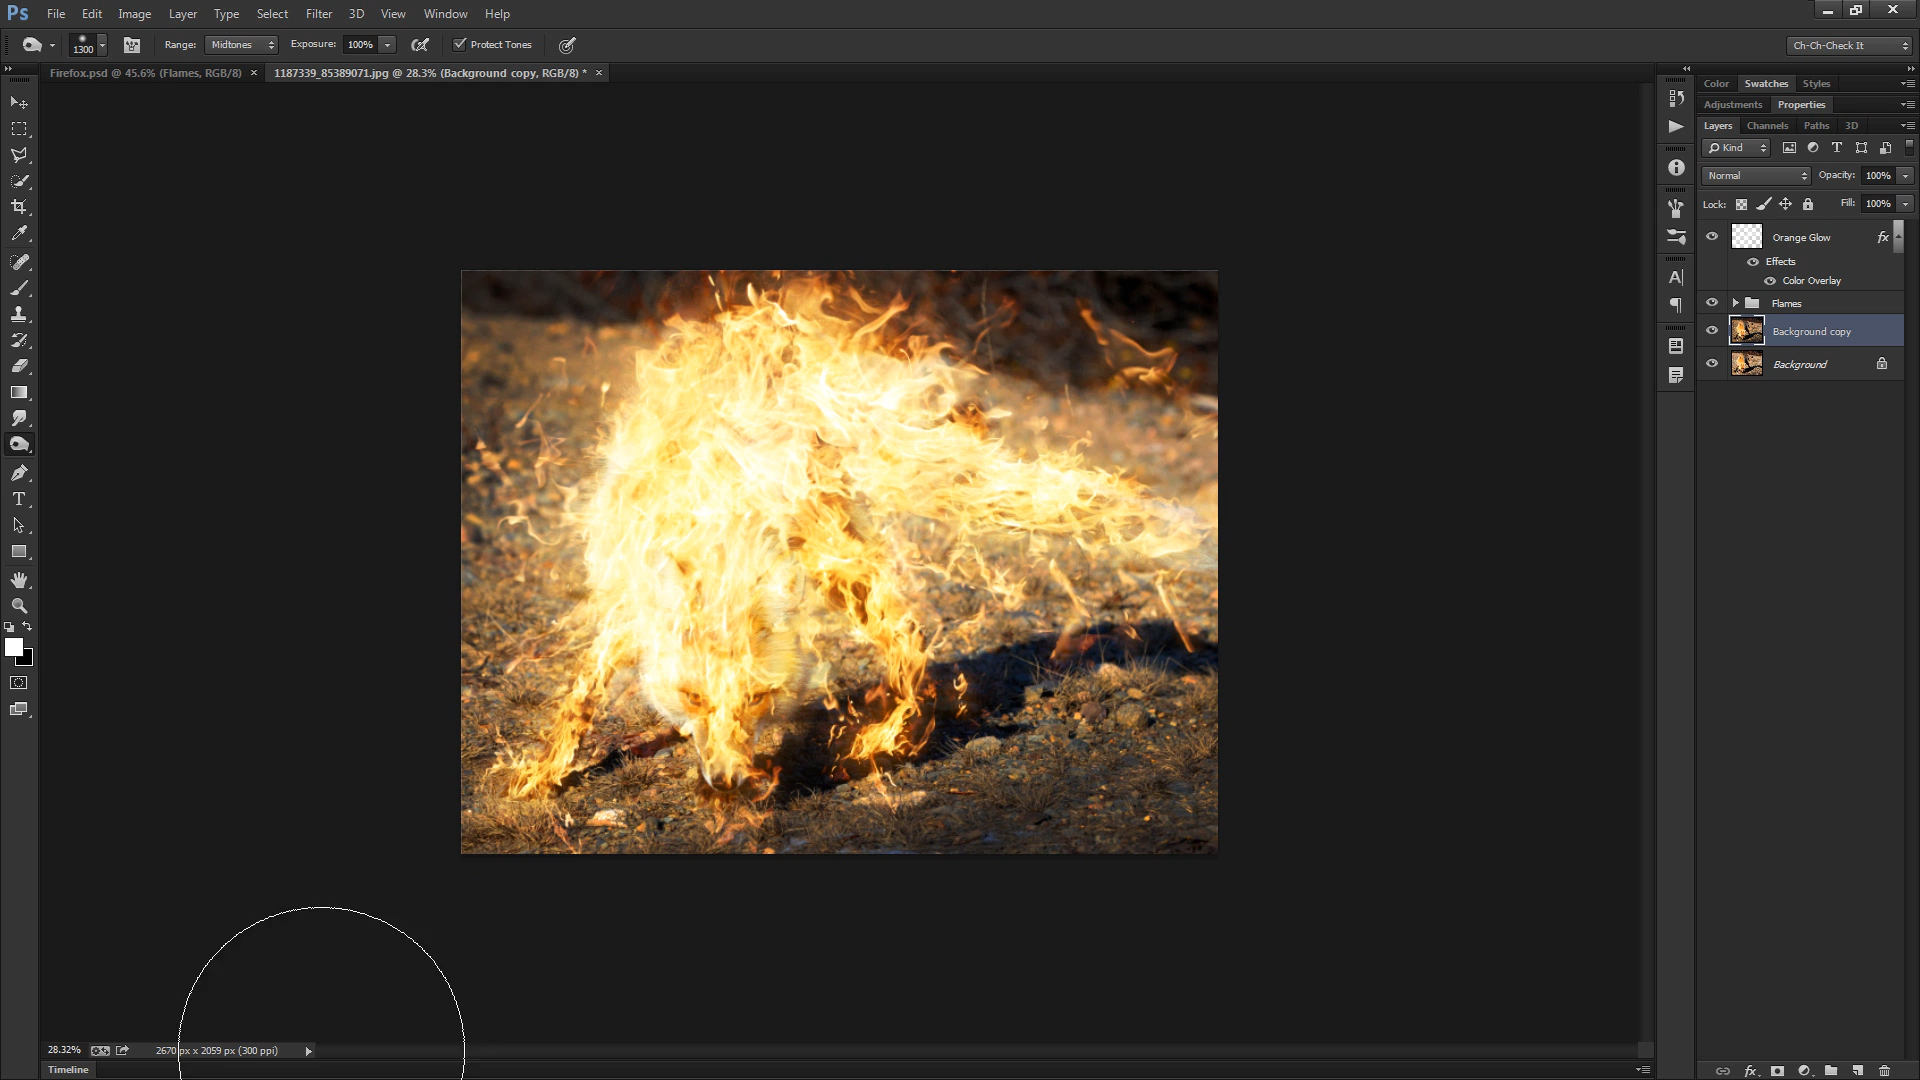 Ps File Edit Image Layer Type Select Filter 3D View Window Help
1300 Range: Midtones Exposure: 100% Protect Tones Ch-Ch-Check It
Firefox.psd @ 45.6% (Flames, RGB/8) × 1187339_85389071.jpg @ 28.3% (Background copy, RGB/8) * ×
Color Swatches Styles
Adjustments Properties
Layers Channels Paths 3D
Kind
Normal Opacity: 100%
Lock: Fill: 100%
Orange Glow fx
Effects
Color Overlay
Flames
Background copy
Background
28.32% 2670 px x 2059 px (300 ppi)
Timeline